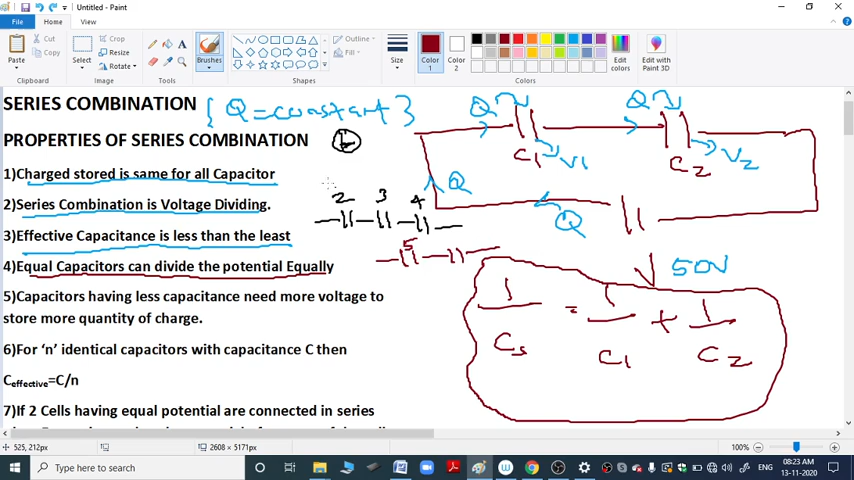 Untitled - Paint
File
Home
View
Paste
Cut
Copy
Clipboard
Select
Crop
Resize
Rotate
Image
Tools
Brushes
Shapes
Outline
Fill
Size
Color 1
Color 2
Colors
Edit colors
Edit with Paint 3D
SERIES COMBINATION { Q = constant }
PROPERTIES OF SERIES COMBINATION
1)Charged stored is same for all Capacitor
2)Series Combination is Voltage Dividing.
3)Effective Capacitance is less than the least
4)Equal Capacitors can divide the potential Equally
5)Capacitors having less capacitance need more voltage to
store more quantity of charge.
6)For ‘n’ identical capacitors with capacitance C then
Ceffective=C/n
7)If 2 Cells having equal potential are connected in series
2 3 4
5
Q Q
C1 V1 C2 V2
Q
Q
50V
1/Cs = 1/C1 + 1/C2
525, 212px
2608 × 5171px
100%
Type here to search
ENG
08:23 AM
13-11-2020